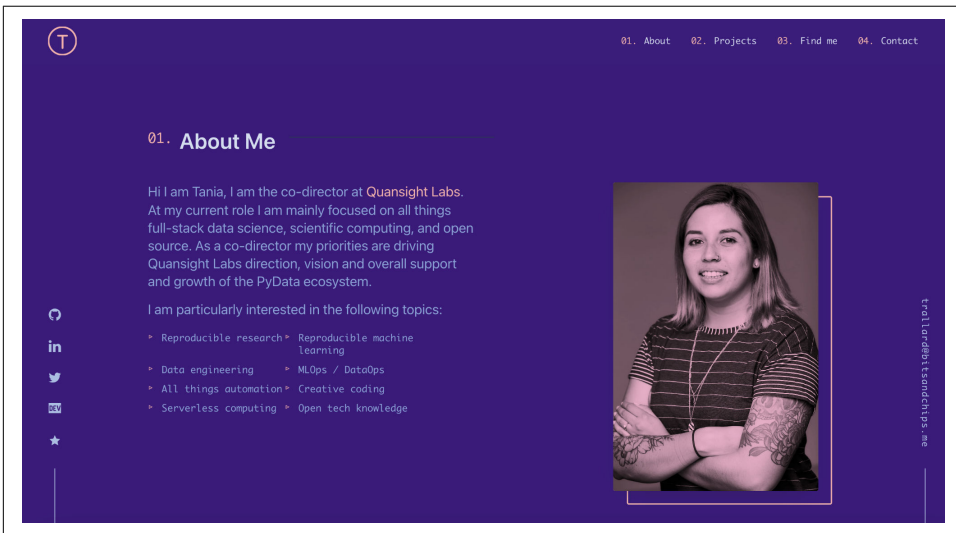 T
01. About 02. Projects 03. Find me 04. Contact
01. About Me
Hi I am Tania, I am the co-director at Quansight Labs.
At my current role I am mainly focused on all things
full-stack data science, scientific computing, and open
source. As a co-director my priorities are driving
Quansight Labs direction, vision and overall support
and growth of the PyData ecosystem.
I am particularly interested in the following topics:
Reproducible research
Reproducible machine
learning
Data engineering
MLOps / DataOps
All things automation
Creative coding
Serverless computing
Open tech knowledge
in
DEV
trallard@bitsandchips.me